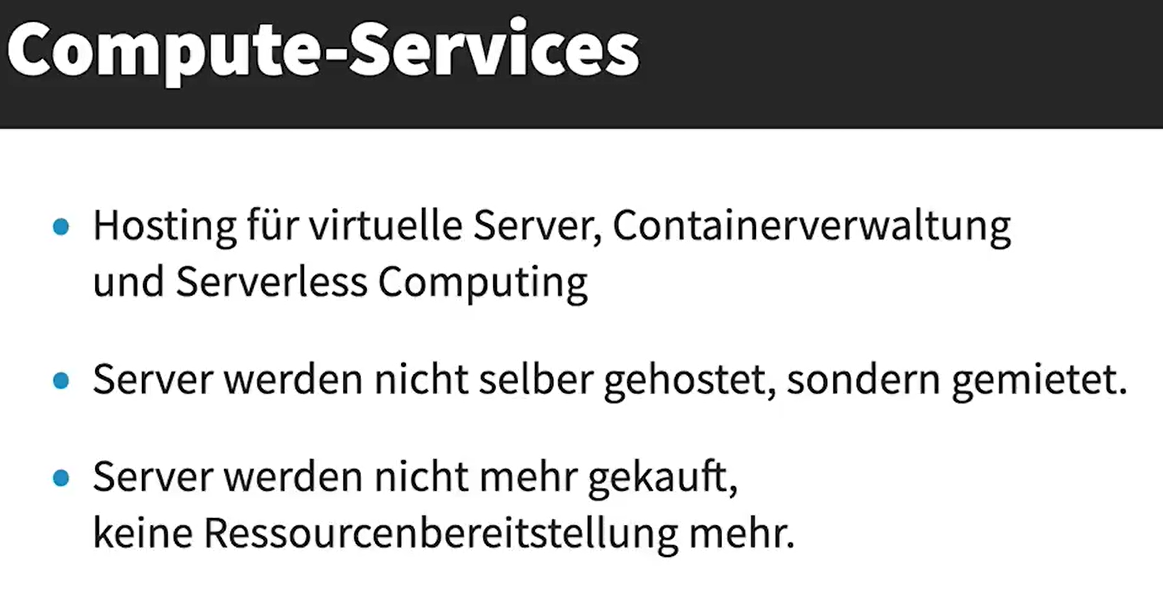 Compute-Services
• Hosting für virtuelle Server, Containerverwaltung
und Serverless Computing
• Server werden nicht selber gehostet, sondern gemietet.
• Server werden nicht mehr gekauft,
keine Ressourcenbereitstellung mehr.